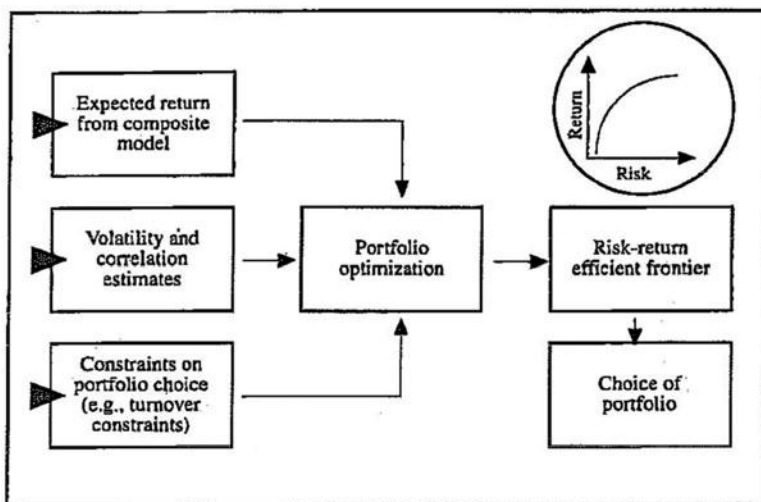 Expected return
from composite
model
Return
Risk
Volatility and
correlation
estimates
Portfolio
optimization
Risk-return
efficient frontier
Constraints on
portfolio choice
(e.g., turnover
constraints)
Choice of
portfolio